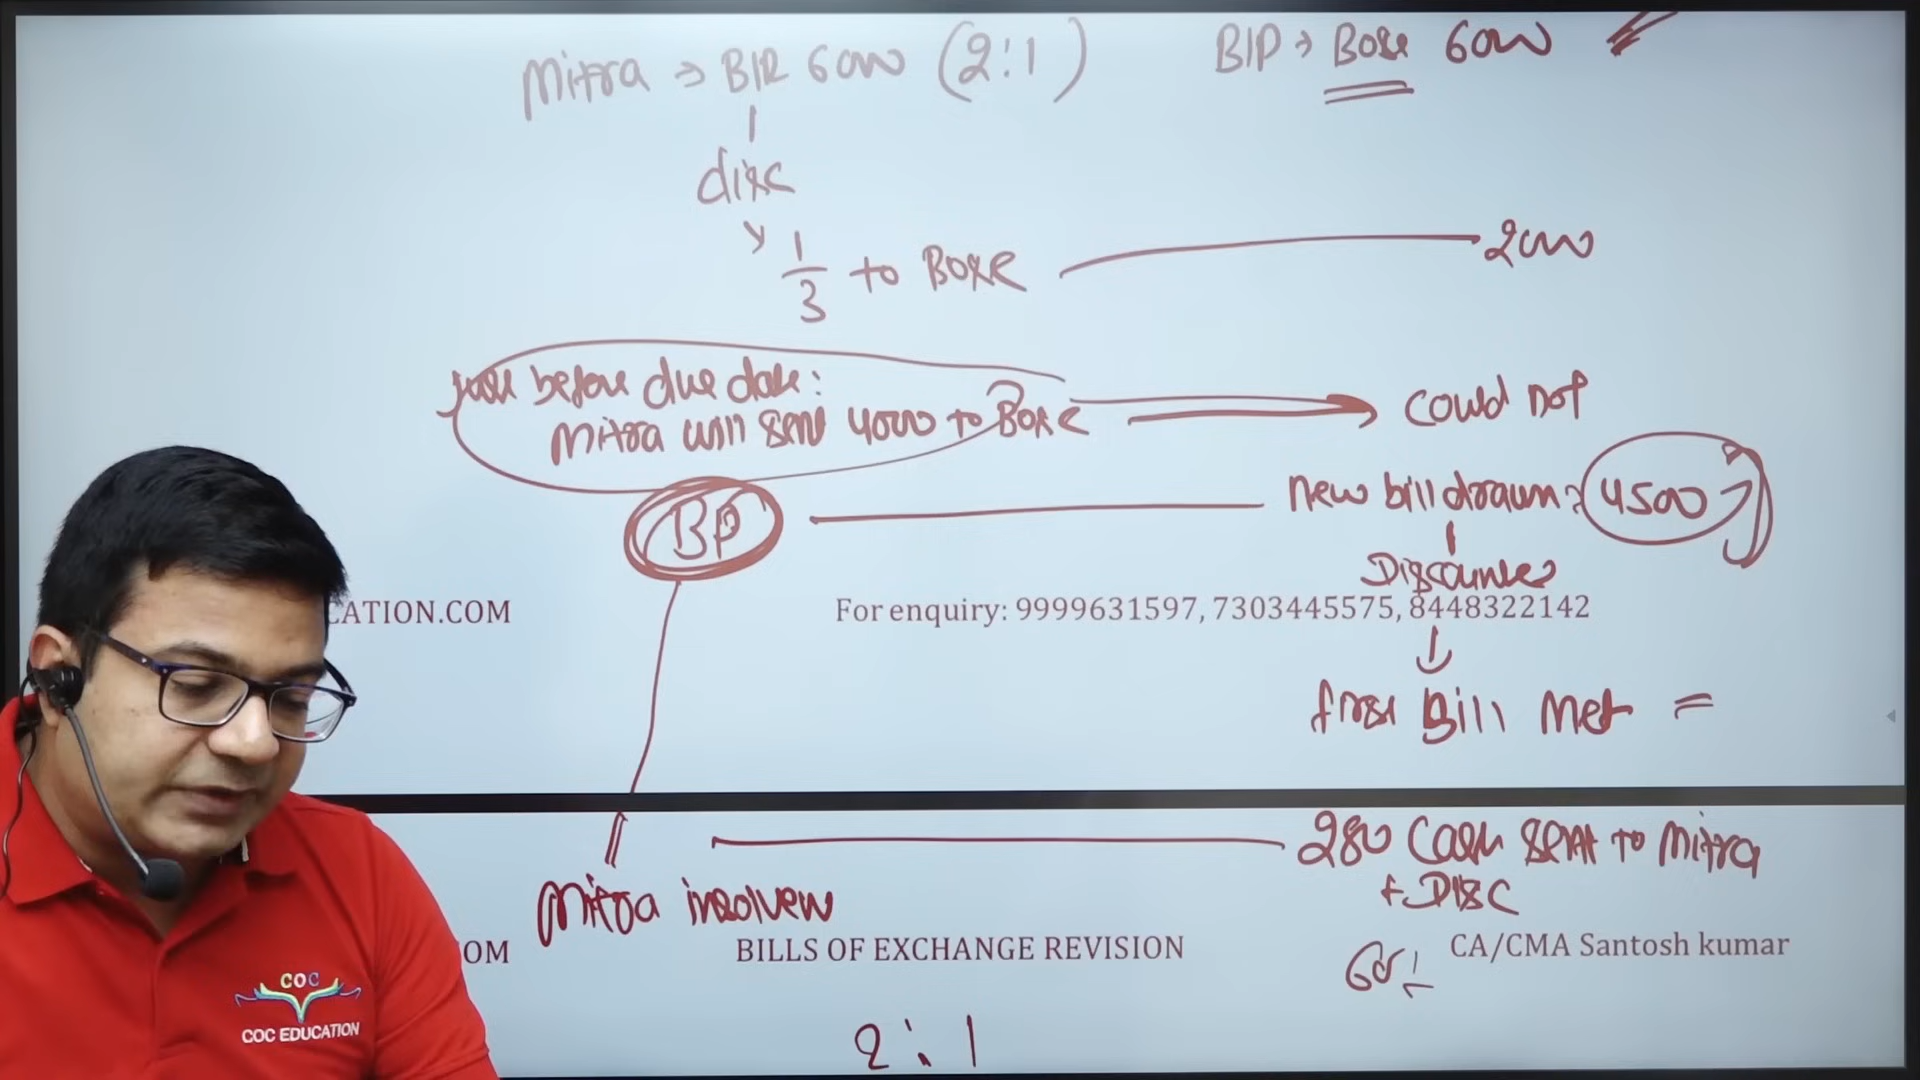 Mitra ⇒ B/R 6000 (2:1)
B/P → Bose 6000
disc
1/3 to Bose
2000
Just before due date:
Mitra will sent 4000 to Bose
could not
BP
new bill drawn: 4500
Discounted
CATION.COM
For enquiry: 9999631597, 7303445575, 8448322142
first Bill Met =
280 Cash sent to Mitra
+ DISC
Mitra insolven
OM
BILLS OF EXCHANGE REVISION
CA/CMA Santosh kumar
2:1
COC
COC EDUCATION